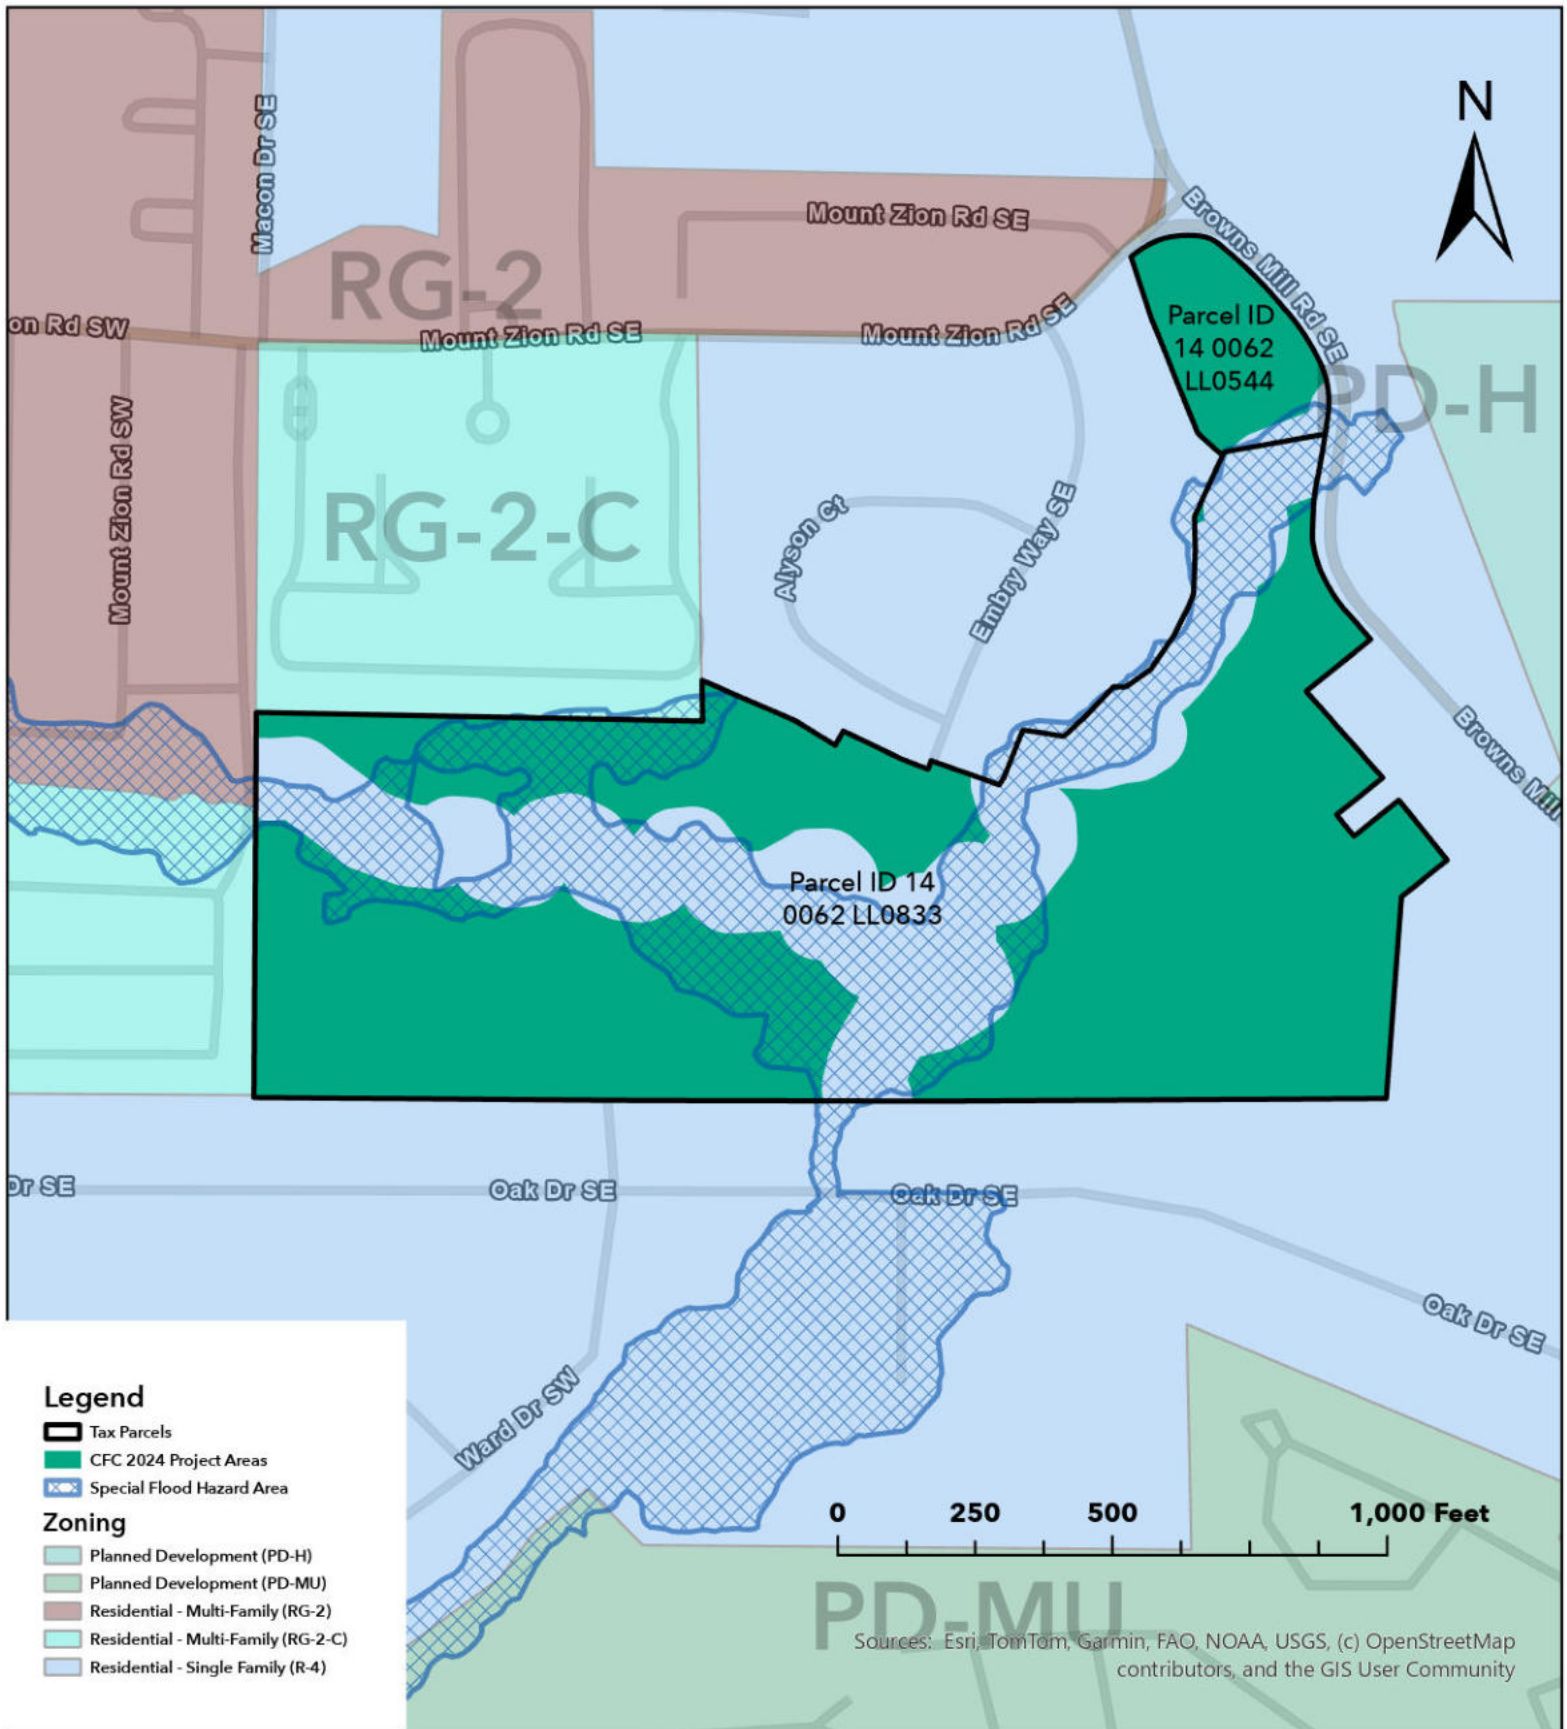 N
Macon Dr SE
Mount Zion Rd SE
Browns Mill Rd SE
RG-2
on Rd SW
Mount Zion Rd SE
Mount Zion Rd SE
Parcel ID
14 0062
LL0544
PD-H
Mount Zion Rd SW
RG-2-C
Alyson Ct
Embry Way SE
Browns Mill
Parcel ID 14
0062 LL0833
Dr SE
Oak Dr SE
Oak Dr SE
Oak Dr SE
Ward Dr SW
Legend
Tax Parcels
CFC 2024 Project Areas
Special Flood Hazard Area
Zoning
Planned Development (PD-H)
Planned Development (PD-MU)
Residential - Multi-Family (RG-2)
Residential - Multi-Family (RG-2-C)
Residential - Single Family (R-4)
0 250 500 1,000 Feet
PD-MU
Sources: Esri, TomTom, Garmin, FAO, NOAA, USGS, (c) OpenStreetMap
contributors, and the GIS User Community